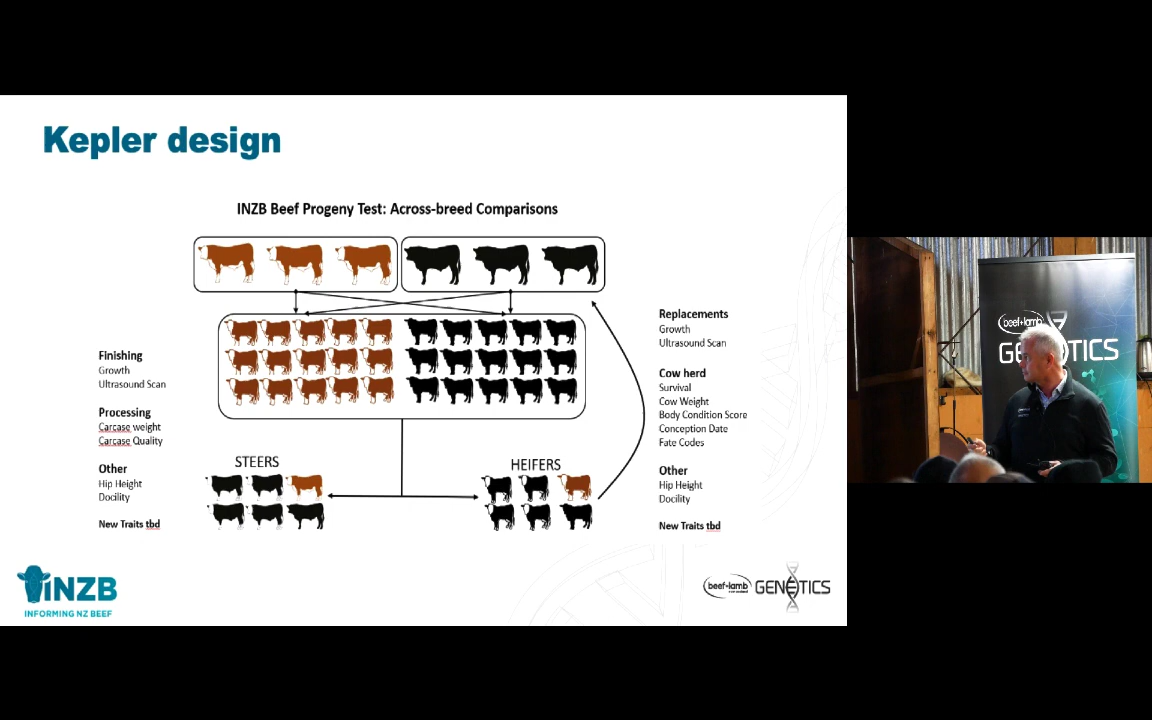 Kepler design
INZB Beef Progeny Test: Across-breed Comparisons
Finishing
Growth
Ultrasound Scan
Processing
Carcase weight
Carcase Quality
Other
Hip Height
Docility
New Traits tbd
STEERS
HEIFERS
Replacements
Growth
Ultrasound Scan
Cow herd
Survival
Cow Weight
Body Condition Score
Conception Date
Fate Codes
Other
Hip Height
Docility
New Traits tbd
INZB
INFORMING NZ BEEF
beef+lamb
GENETICS
beef+lamb
GENETICS